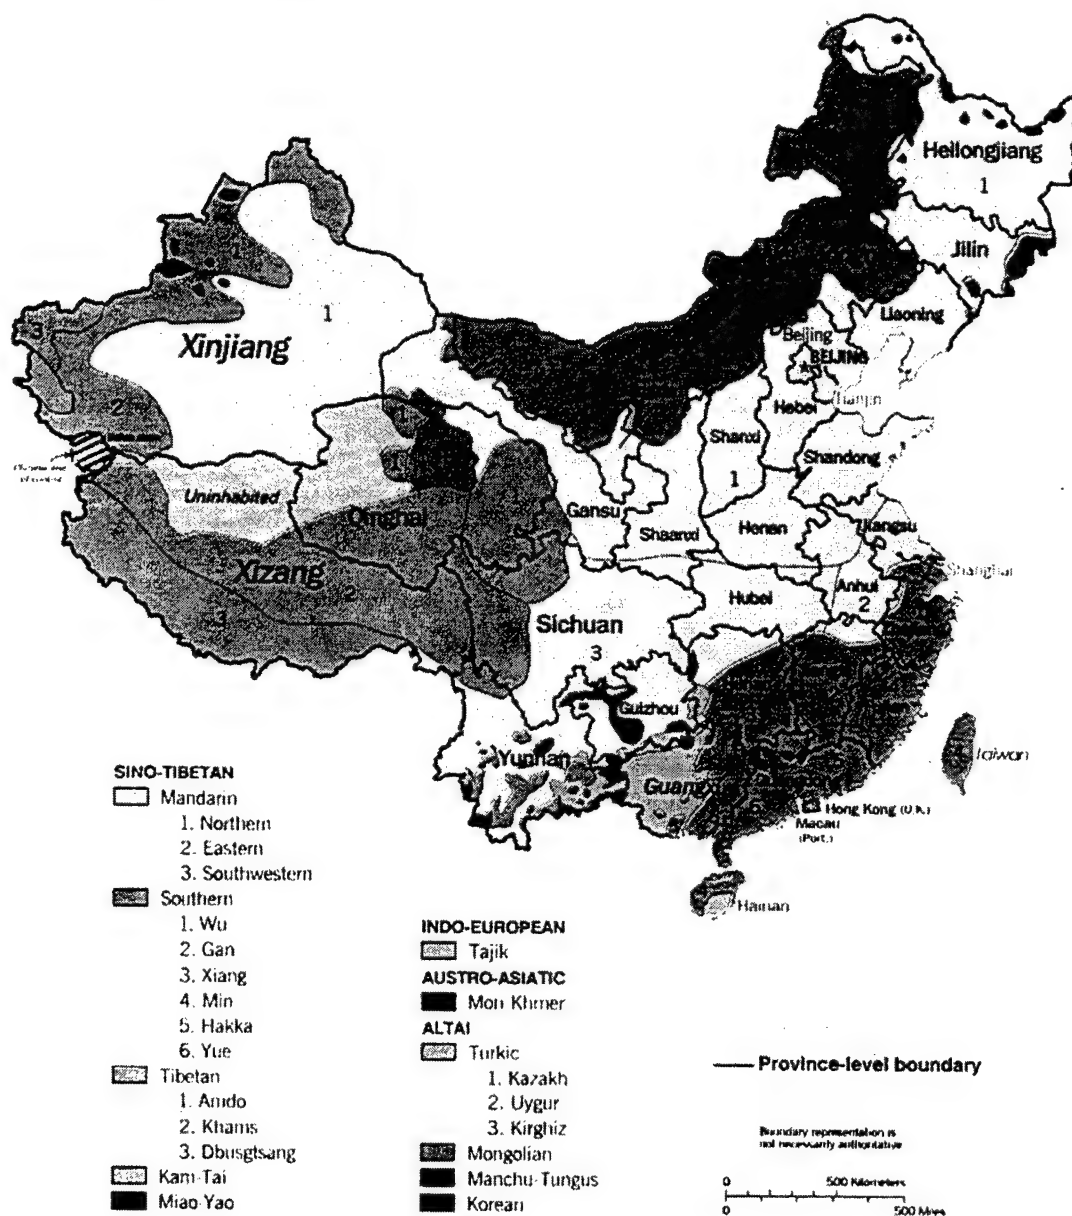 Heilongjiang
1
Jilin
Liaoning
1
1
3
Xinjiang
Beijing
BEIJING
Tianjin
2
Hebei
Shanxi
1
Shandong
Uninhabited
Qinghai
Gansu
Shaanxi
Henen
Jiangsu
Xizang
2
3
Shanghai
Anhui
2
Hubei
Sichuan
3
Guizhou
Yunnan
Guangxi
Taiwan
Hong Kong (U.K.)
Macau
(Port.)
Hainan
SINO-TIBETAN
Mandarin
1. Northern
2. Eastern
3. Southwestern
Southern
1. Wu
2. Gan
3. Xiang
4. Min
5. Hakka
6. Yue
Tibetan
1. Amdo
2. Khams
3. Dbusgtsang
Kam-Tai
Miao-Yao
INDO-EUROPEAN
Tajik
AUSTRO-ASIATIC
Mon Khmer
ALTAI
Turkic
1. Kazakh
2. Uygur
3. Kirghiz
Mongolian
Manchu-Tungus
Korean
Province-level boundary
Boundary representation is
not necessarily authoritative
0 500 Kilometers
0 500 Miles